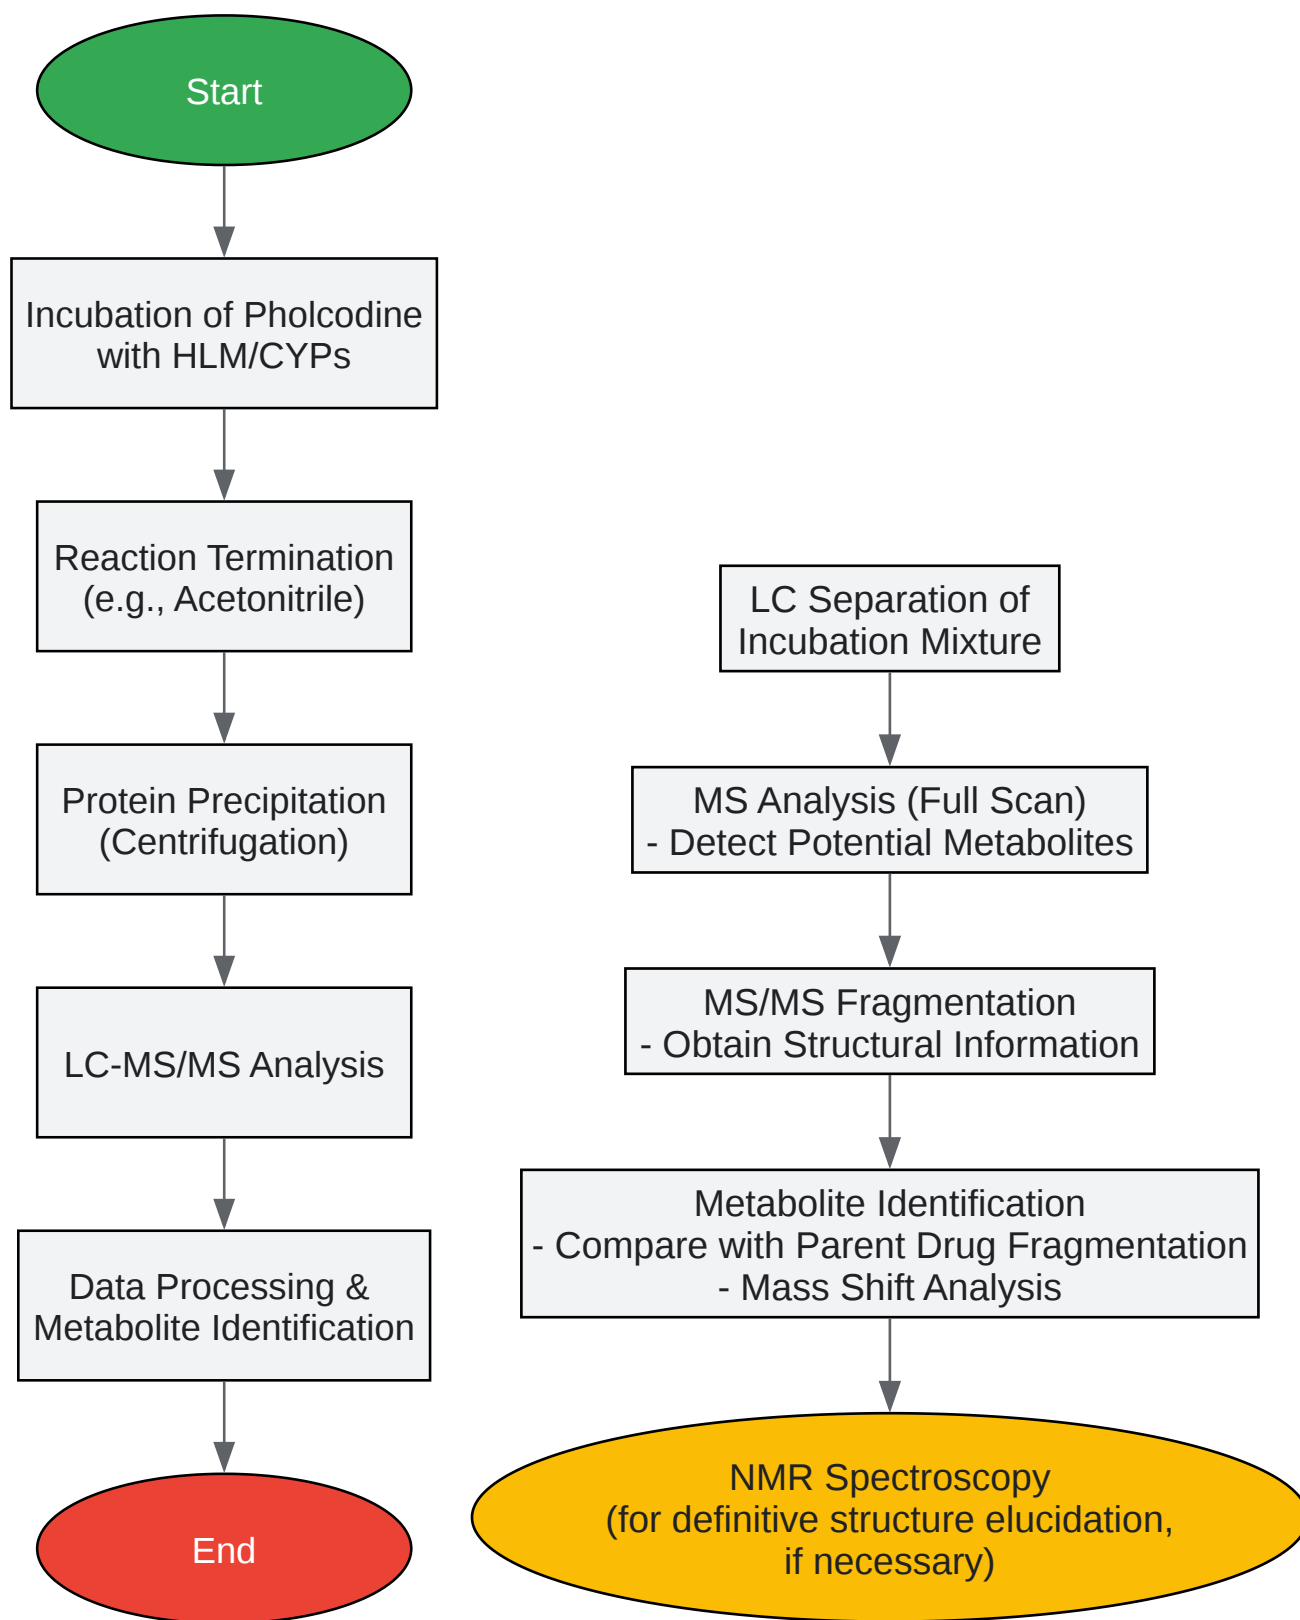 Start
Incubation of Pholcodine
with HLM/CYPs
Reaction Termination
(e.g., Acetonitrile)
Protein Precipitation
(Centrifugation)
LC-MS/MS Analysis
Data Processing &
Metabolite Identification
End
LC Separation of
Incubation Mixture
MS Analysis (Full Scan)
- Detect Potential Metabolites
MS/MS Fragmentation
- Obtain Structural Information
Metabolite Identification
- Compare with Parent Drug Fragmentation
- Mass Shift Analysis
NMR Spectroscopy
(for definitive structure elucidation,
if necessary)